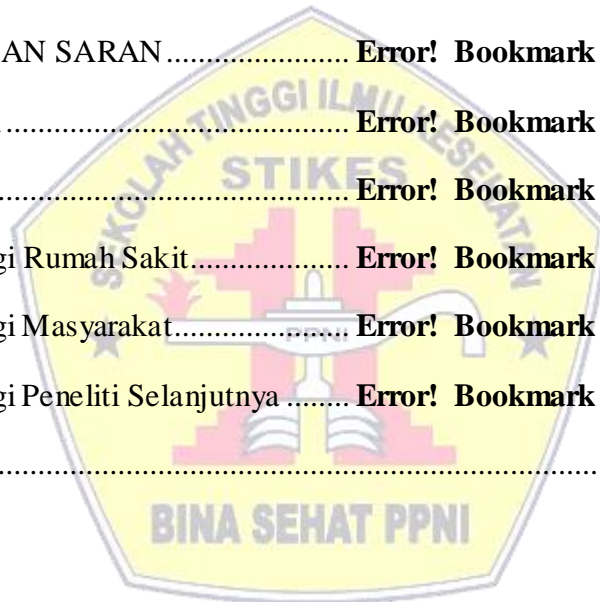 AN SARAN...................... Error! Bookmark
.......................................... Error! Bookmark
.......................................... Error! Bookmark
gi Rumah Sakit.................... Error! Bookmark
gi Masyarakat...................... Error! Bookmark
gi Peneliti Selanjutnya ........ Error! Bookmark
..........................................................................
SEKOLAH TINGGI ILMU KESEHATAN
STIKES
PPNI
BINA SEHAT PPNI